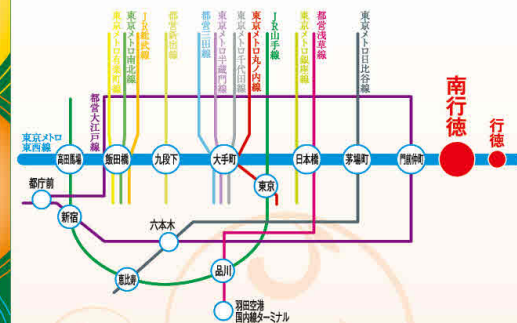 東京メトロ有楽町線
東京メトロ南北線
JR総武線
都営新宿線
都営三田線
東京メトロ半蔵門線
東京メトロ千代田線
東京メトロ丸ノ内線
JR山手線
東京メトロ銀座線
都営浅草線
東京メトロ日比谷線
都営大江戸線
東京メトロ
東西線
高田馬場
飯田橋
九段下
大手町
日本橋
茅場町
門前仲町
南行徳
行徳
都庁前
新宿
六本木
東京
恵比寿
品川
羽田空港
国内線ターミナル